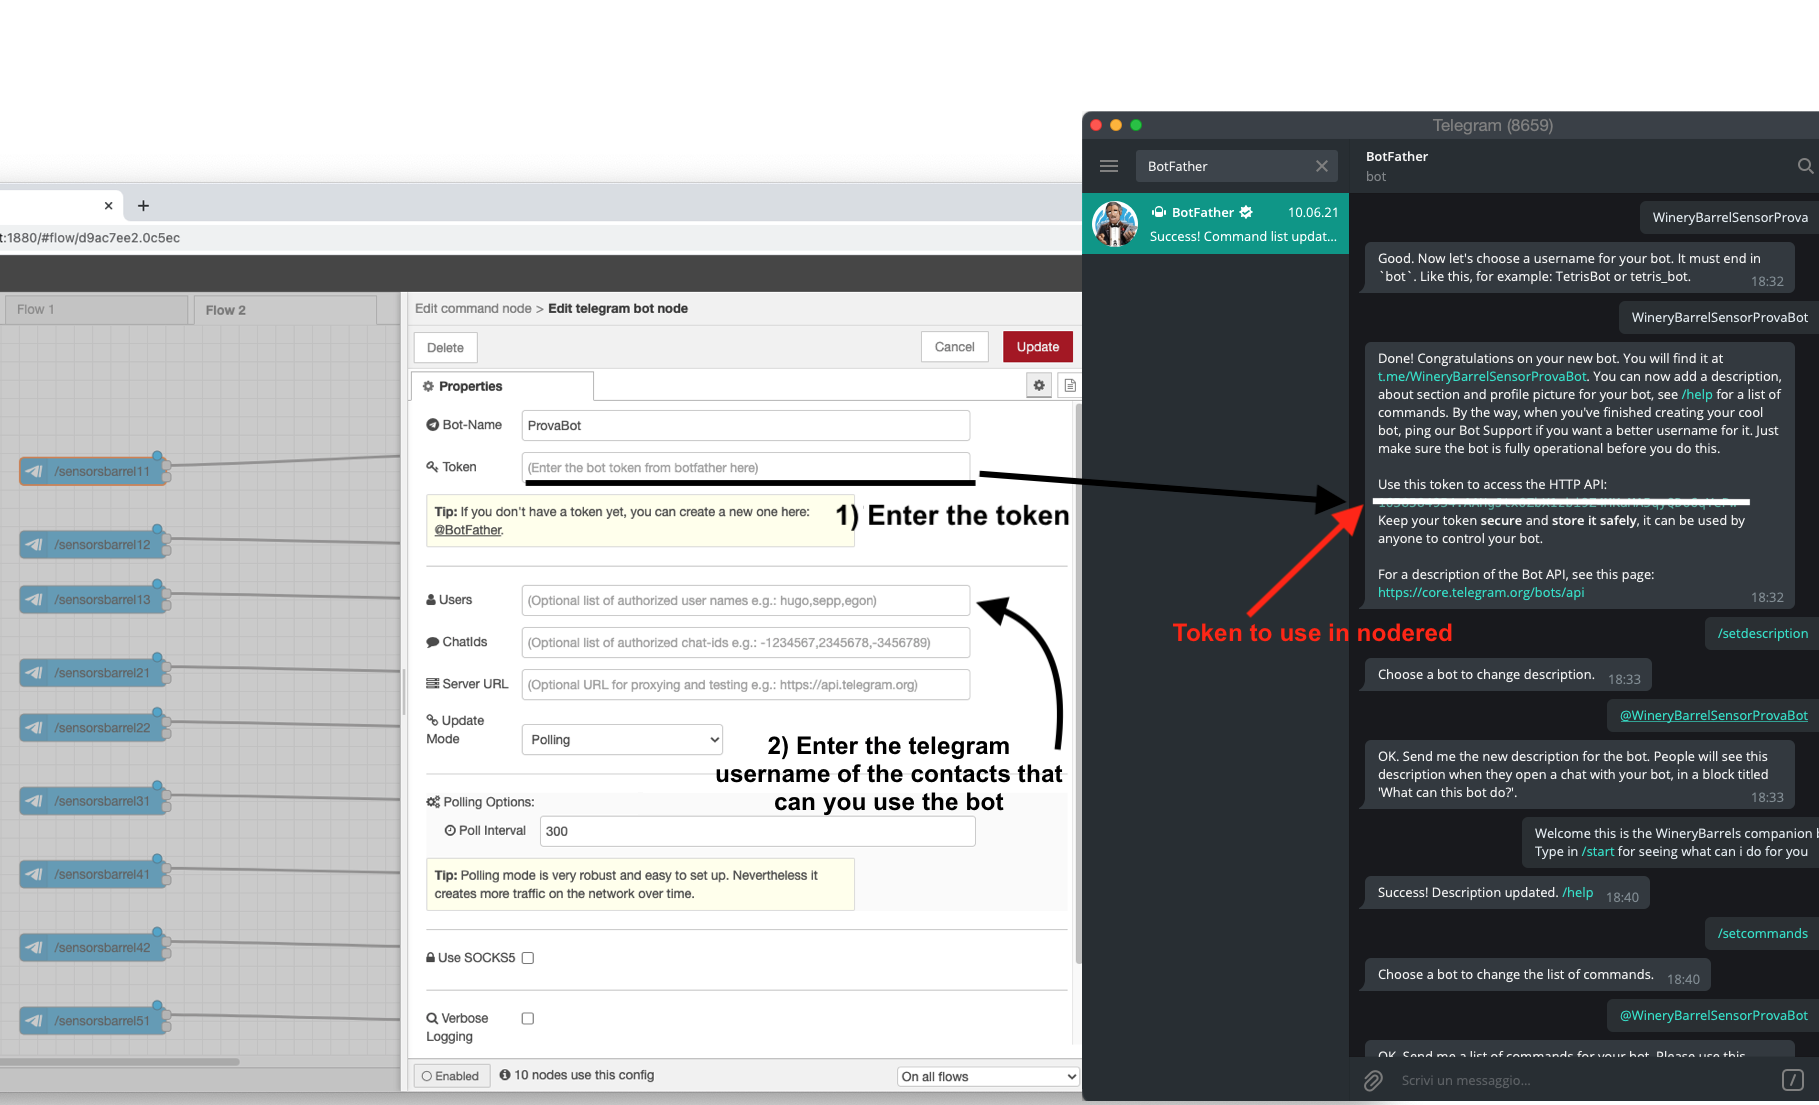 t:1880/#flow/d9ac7ee2.0c5ec
Flow 1
Flow 2
/sensorsbarrel11
/sensorsbarrel12
/sensorsbarrel13
/sensorsbarrel21
/sensorsbarrel22
/sensorsbarrel31
/sensorsbarrel41
/sensorsbarrel42
/sensorsbarrel51
Edit command node > Edit telegram bot node
Delete
Cancel
Update
Properties
Bot-Name
ProvaBot
Token
(Enter the bot token from botfather here)
Tip: If you don't have a token yet, you can create a new one here:
@BotFather.
1) Enter the token
Users
(Optional list of authorized user names e.g.: hugo,sepp,egon)
ChatIds
(Optional list of authorized chat-ids e.g.: -1234567,2345678,-3456789)
Server URL
(Optional URL for proxying and testing e.g.: https://api.telegram.org)
Update
Mode
Polling
2) Enter the telegram
username of the contacts that
can you use the bot
Polling Options:
Poll Interval
300
Tip: Polling mode is very robust and easy to set up. Nevertheless it
creates more traffic on the network over time.
Use SOCKS5
Verbose
Logging
Enabled
10 nodes use this config
On all flows
Telegram (8659)
BotFather
BotFather
10.06.21
Success! Command list updat...
BotFather
bot
WineryBarrelSensorProva
Good. Now let's choose a username for your bot. It must end in
`bot`. Like this, for example: TetrisBot or tetris_bot.
18:32
WineryBarrelSensorProvaBot
Done! Congratulations on your new bot. You will find it at
t.me/WineryBarrelSensorProvaBot. You can now add a description,
about section and profile picture for your bot, see /help for a list of
commands. By the way, when you've finished creating your cool
bot, ping our Bot Support if you want a better username for it. Just
make sure the bot is fully operational before you do this.
Use this token to access the HTTP API:
Keep your token secure and store it safely, it can be used by
anyone to control your bot.
For a description of the Bot API, see this page:
https://core.telegram.org/bots/api
18:32
Token to use in nodered
/setdescription
Choose a bot to change description.
18:33
@WineryBarrelSensorProvaBot
OK. Send me the new description for the bot. People will see this
description when they open a chat with your bot, in a block titled
'What can this bot do?'.
18:33
Welcome this is the WineryBarrels companion
Type in /start for seeing what can i do for you
Success! Description updated. /help
18:40
/setcommands
Choose a bot to change the list of commands.
18:40
@WineryBarrelSensorProvaBot
OK. Send me a list of commands for your bot. Please use this
Scrivi un messaggio...